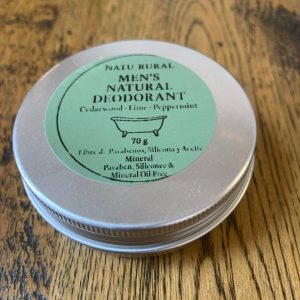 NATU RURAL
MEN'S
NATURAL
DEODORANT
Cedarwood · Lime · Peppermint
70 g
Libre de Parabenos, Silicona y Aceite
Mineral
Paraben, Silicone &
Mineral Oil Free